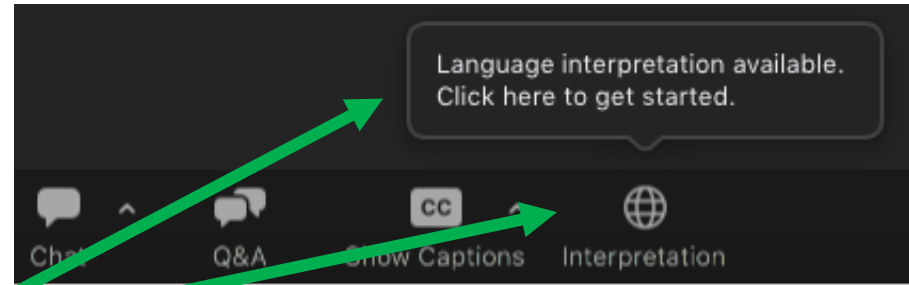 Language interpretation available.
Click here to get started.
CC
Chat
Q&A
Show Captions
Interpretation